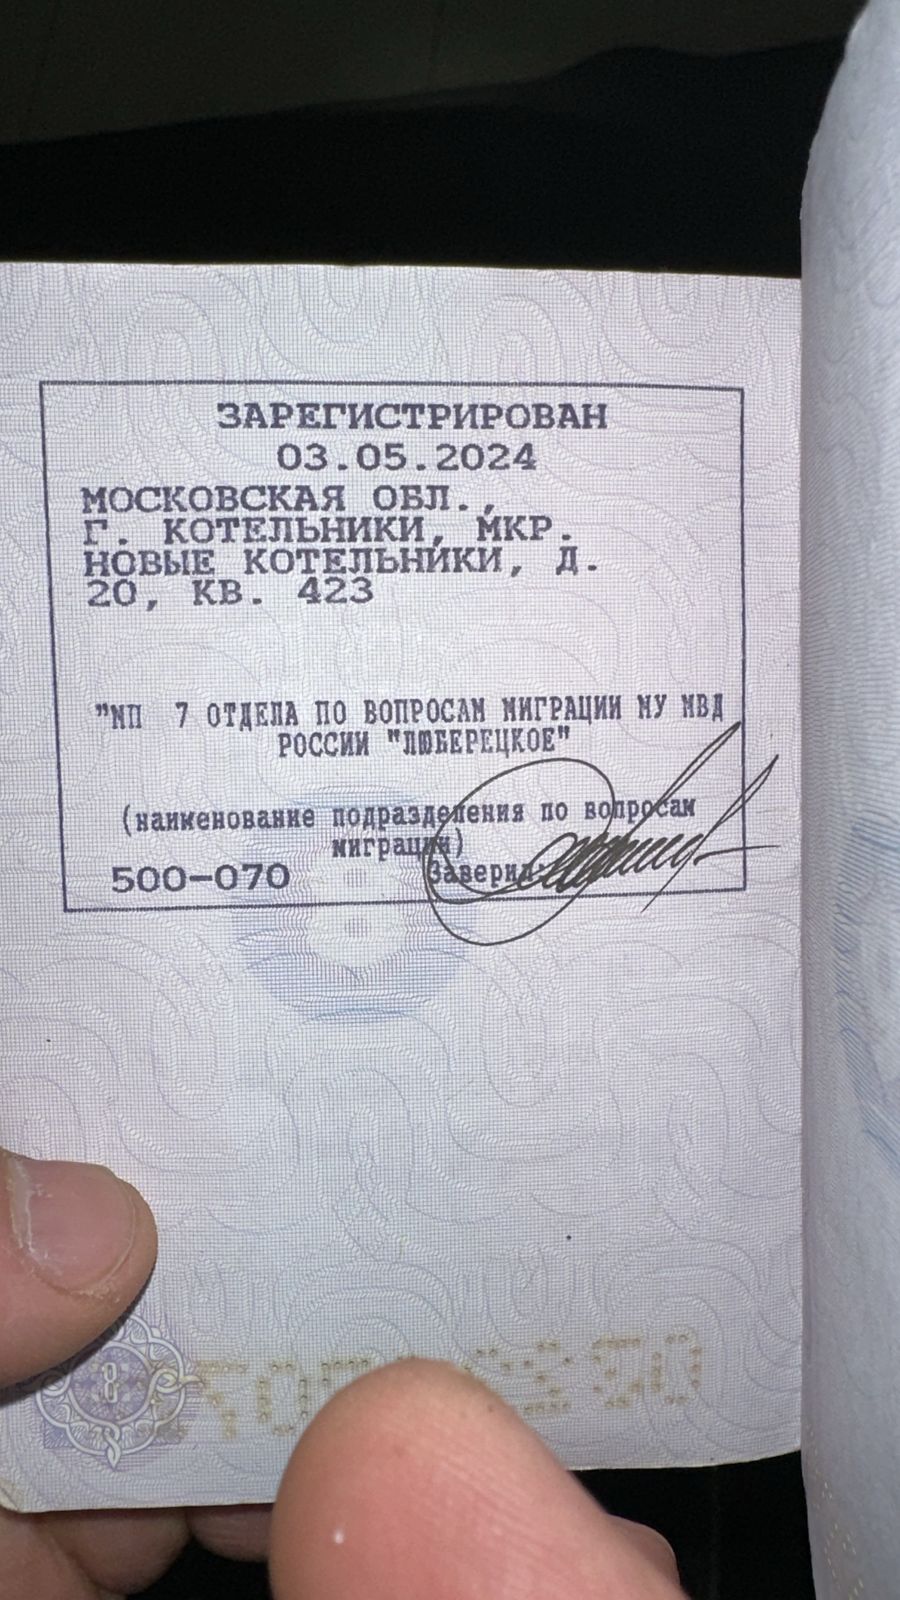 ЗАРЕГИСТРИРОВАН
03.05.2024
МОСКОВСКАЯ ОБЛ.,
Г. КОТЕЛЬНИКИ, МКР.
НОВЫЕ КОТЕЛЬНИКИ, Д.
20, КВ. 423
"МП 7 ОТДЕЛА ПО ВОПРОСАМ МИГРАЦИИ МУ МВД
РОССИИ "ЛЮБЕРЕЦКОЕ"
(наименование подразделения по вопросам
миграции)
500-070 Заверил:
8